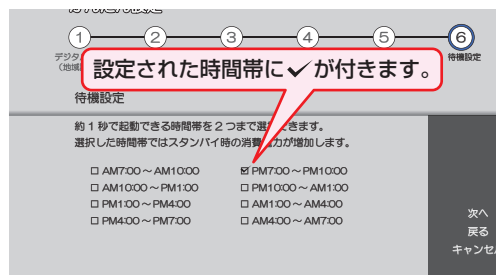 ① ② ③ ④ ⑤ ⑥
デジタ
（地域
待機設定
設定された時間帯に✓が付きます。
待機設定
約１秒で起動できる時間帯を２つまで選 できます。
選択した時間帯ではスタンバイ時の消費 力が増加します。
□ AM7:00～AM10:00 ☑ PM7:00～PM10:00
□ AM10:00～PM1:00 □ PM10:00～AM1:00
□ PM1:00～PM4:00 □ AM1:00～AM4:00
□ PM4:00～PM7:00 □ AM4:00～AM7:00
次へ
戻る
キャンセル